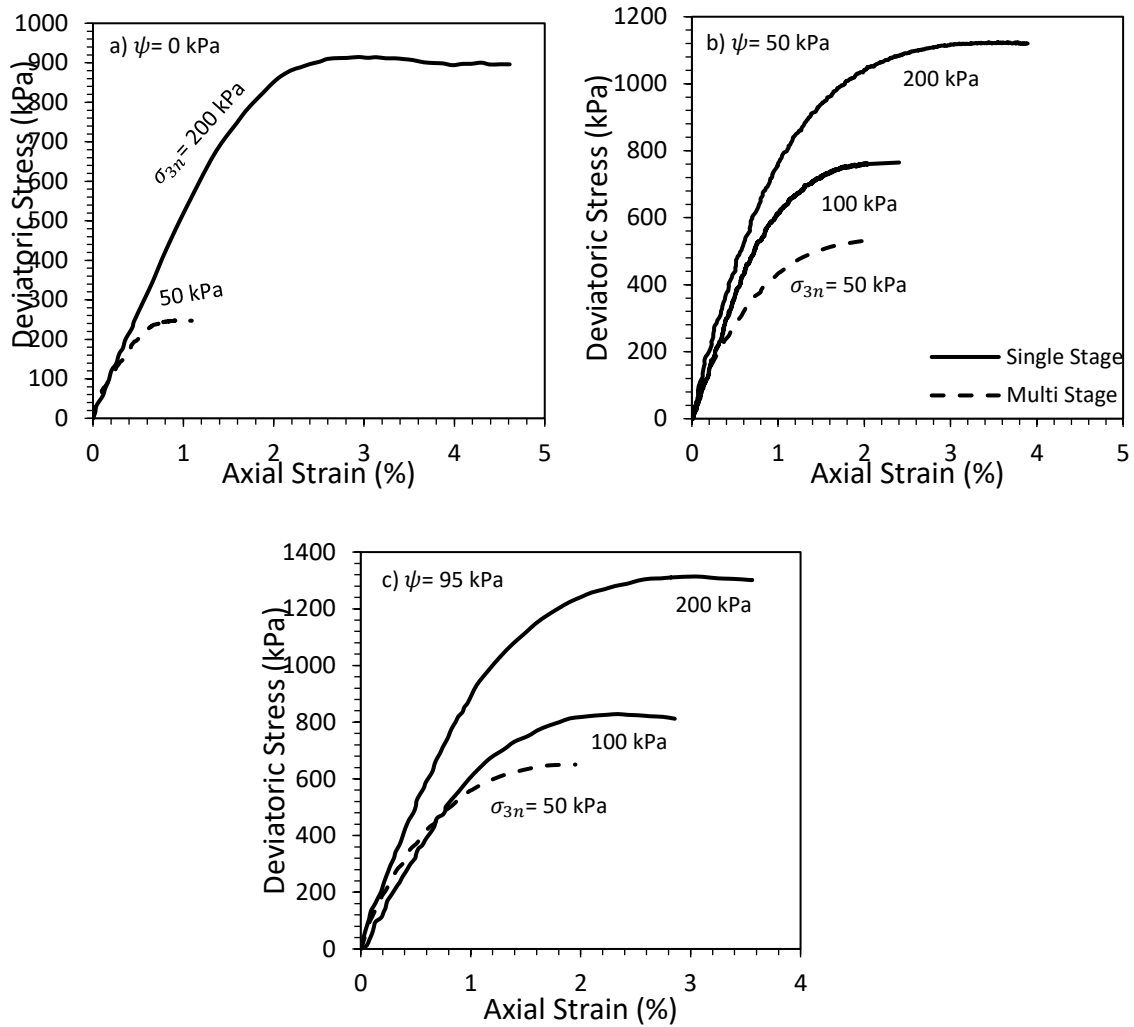 a) ψ= 0 kPa
Deviatoric Stress (kPa)
1000
900
800
700
600
500
400
300
200
100
0
σ3n= 200 kPa
50 kPa
0 1 2 3 4 5
Axial Strain (%)
b) ψ= 50 kPa
Deviatoric Stress (kPa)
1200
1000
800
600
400
200
0
200 kPa
100 kPa
σ3n= 50 kPa
Single Stage
Multi Stage
0 1 2 3 4 5
Axial Strain (%)
c) ψ= 95 kPa
Deviatoric Stress (kPa)
1400
1200
1000
800
600
400
200
0
200 kPa
100 kPa
σ3n= 50 kPa
0 1 2 3 4
Axial Strain (%)